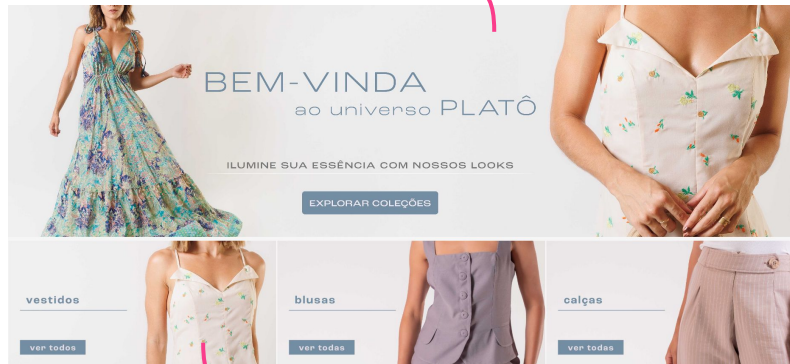 BEM-VINDA
ao universo PLATÔ
ILUMINE SUA ESSÊNCIA COM NOSSOS LOOKS
EXPLORAR COLEÇÕES
vestidos
blusas
calças
ver todos
ver todas
ver todas